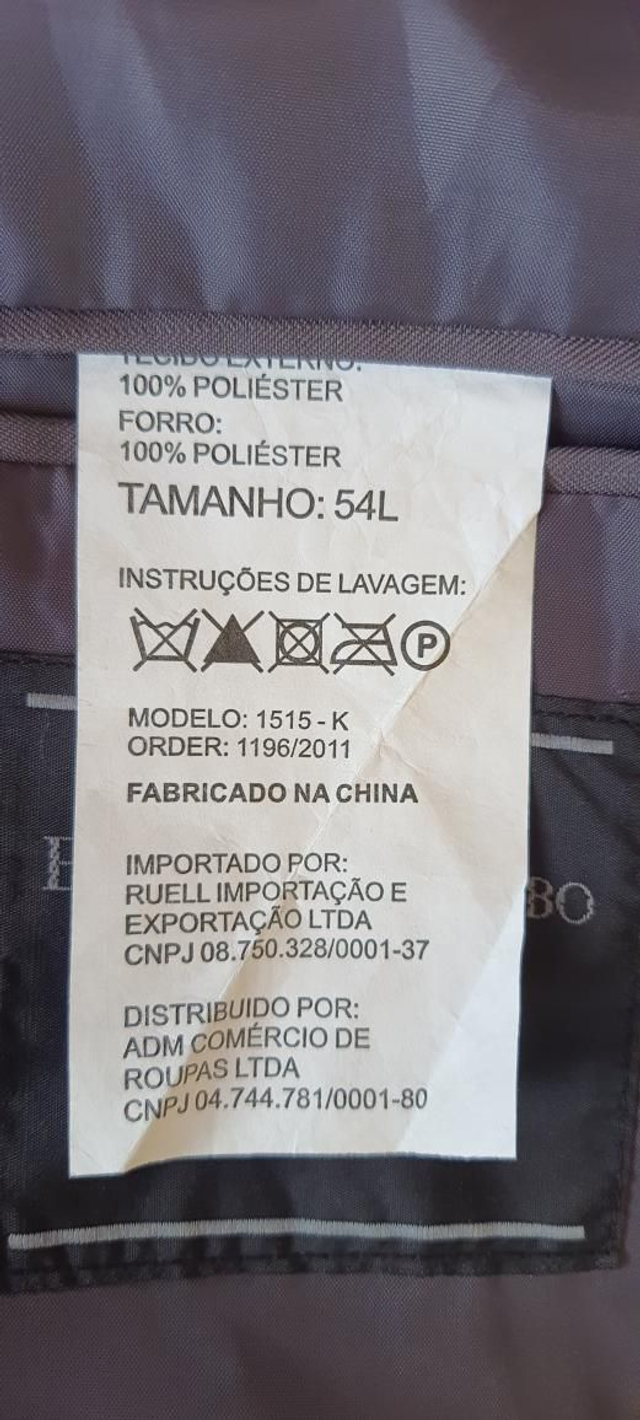 TECIDO EXTERNO:
100% POLIÉSTER
FORRO:
100% POLIÉSTER
TAMANHO: 54L
INSTRUÇÕES DE LAVAGEM:
P
MODELO: 1515 - K
ORDER: 1196/2011
FABRICADO NA CHINA
IMPORTADO POR:
RUELL IMPORTAÇÃO E
EXPORTAÇÃO LTDA
CNPJ 08.750.328/0001-37
DISTRIBUIDO POR:
ADM COMÉRCIO DE
ROUPAS LTDA
CNPJ 04.744.781/0001-80